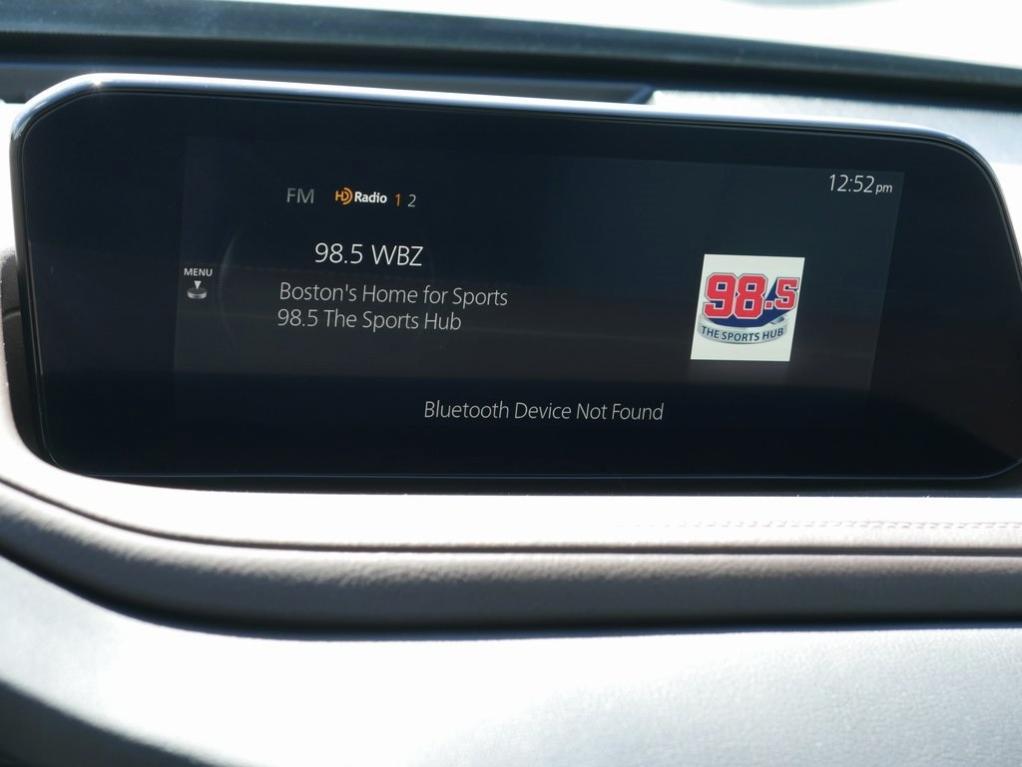 12:52pm
FM HD Radio 1 2
98.5 WBZ
MENU
Boston's Home for Sports
98.5 The Sports Hub
98.5
THE SPORTS HUB
Bluetooth Device Not Found